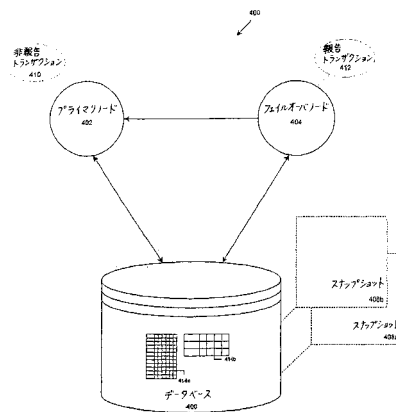 400
非報告
トランザクション
410
報告
トランザクション
412
プライマリノード
402
フェイルオーバノード
404
スナップショット
408b
スナップショット
408a
414a
414b
データベース
406